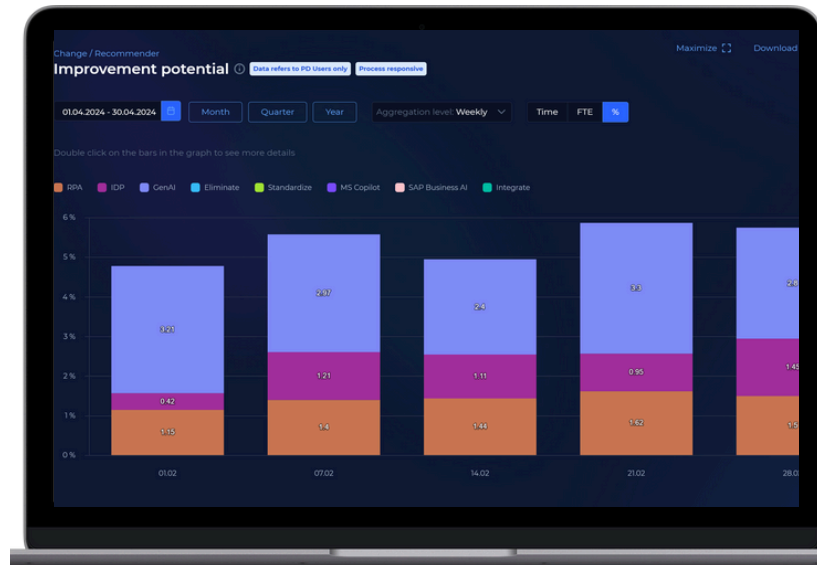 Change / Recommender
Maximize
Download
Improvement potential
Data refers to PD Users only
Process responsive
01.04.2024 - 30.04.2024
Month
Quarter
Year
Aggregation level: Weekly
Time
FTE
%
Double click on the bars in the graph to see more details
RPA
IDP
GenAI
Eliminate
Standardize
MS Copilot
SAP Business AI
Integrate
6 %
5 %
4 %
3 %
2 %
1 %
0 %
3.21
0.42
1.15
2.97
1.21
1.4
2.4
1.11
1.44
3.3
0.95
1.62
2.8
1.45
1.5
01.02
07.02
14.02
21.02
28.0